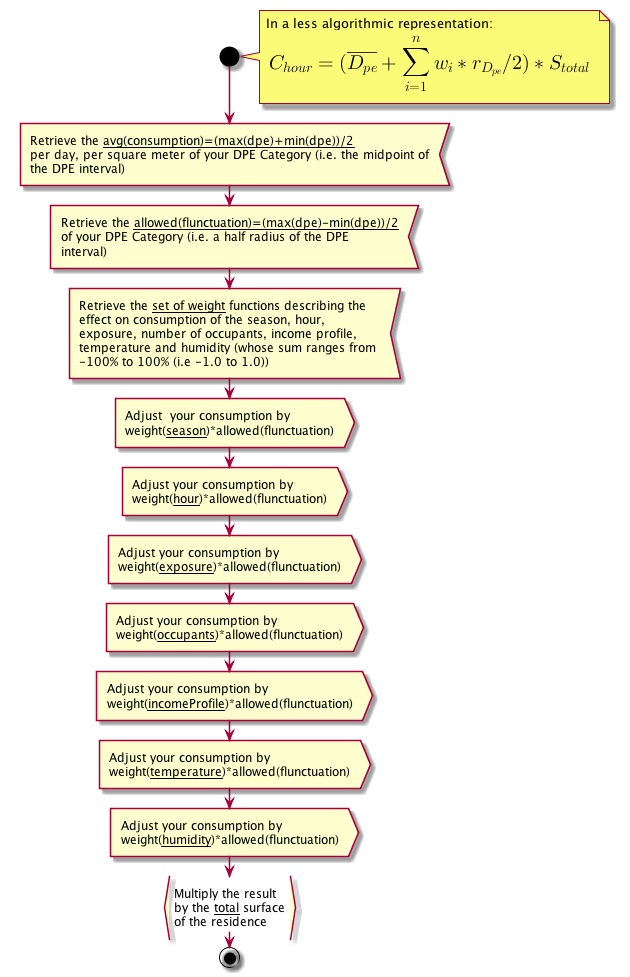 In a less algorithmic representation:
C_{hour} = (\overline{D_{pe}} + \sum_{i=1}^{n} w_i * r_{D_{pe}}/2) * S_{total}
Retrieve the avg(consumption)=(max(dpe)+min(dpe))/2
per day, per square meter of your DPE Category (i.e. the midpoint of
the DPE interval)
Retrieve the allowed(flunctuation)=(max(dpe)-min(dpe))/2
of your DPE Category (i.e. a half radius of the DPE
interval)
Retrieve the set of weight functions describing the
effect on consumption of the season, hour,
exposure, number of occupants, income profile,
temperature and humidity (whose sum ranges from
-100% to 100% (i.e -1.0 to 1.0))
Adjust  your consumption by
weight(season)*allowed(flunctuation)
Adjust your consumption by
weight(hour)*allowed(flunctuation)
Adjust your consumption by
weight(exposure)*allowed(flunctuation)
Adjust your consumption by
weight(occupants)*allowed(flunctuation)
Adjust your consumption by
weight(incomeProfile)*allowed(flunctuation)
Adjust your consumption by
weight(temperature)*allowed(flunctuation)
Adjust your consumption by
weight(humidity)*allowed(flunctuation)
Multiply the result
by the total surface
of the residence